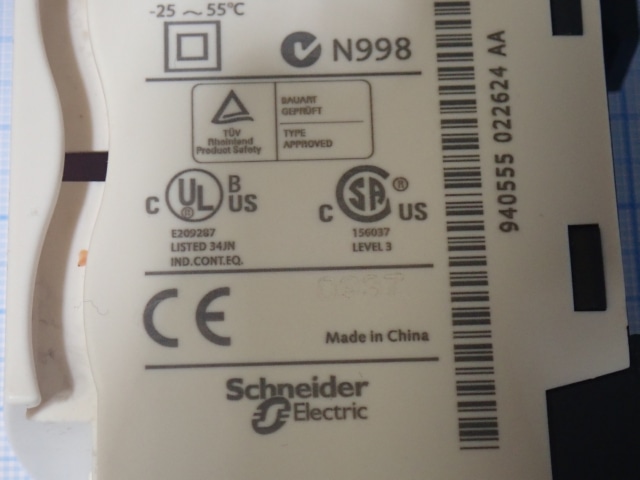 -25 ~ 55°C
N998
BAUART
GEPRÜFT
TÜV
Rheinland
Product Safety
TYPE
APPROVED
C UL ® B US
E209287
LISTED 34JN
IND.CONT.EQ.
C SA ® US
156037
LEVEL 3
CE
Made in China
Schneider
Electric
940555 022624 AA